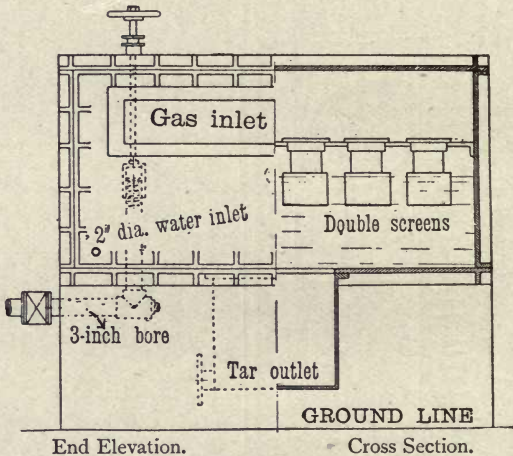 Gas inlet
2" dia. water inlet
Double screens
3-inch bore
Tar outlet
GROUND LINE
End Elevation.
Cross Section.